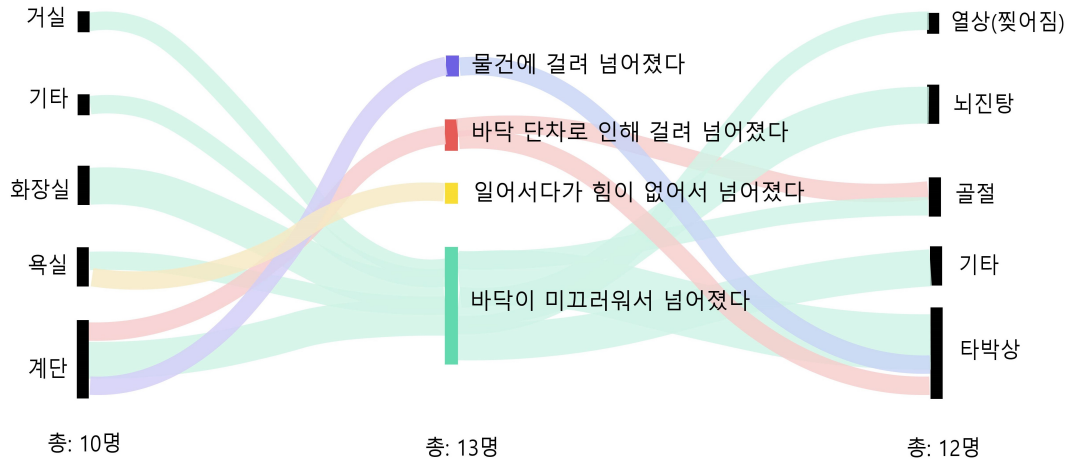 거실
기타
화장실
욕실
계단
총: 10명
물건에 걸려 넘어졌다
바닥 단차로 인해 걸려 넘어졌다
일어서다가 힘이 없어서 넘어졌다
바닥이 미끄러워서 넘어졌다
총: 13명
열상(찢어짐)
뇌진탕
골절
기타
타박상
총: 12명